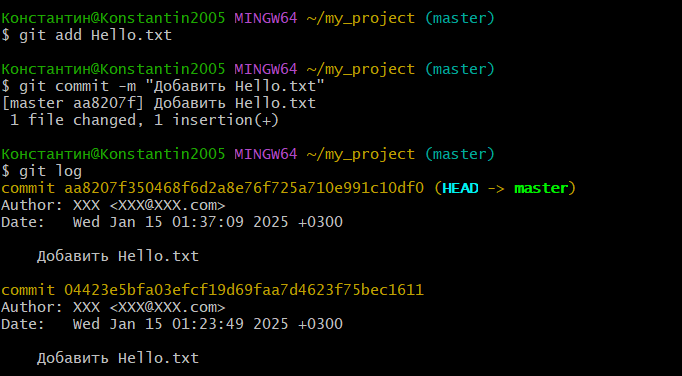 Константин@Konstantin2005 MINGW64 ~/my_project (master)
$ git add Hello.txt
Константин@Konstantin2005 MINGW64 ~/my_project (master)
$ git commit -m "Добавить Hello.txt"
[master aa8207f] Добавить Hello.txt
 1 file changed, 1 insertion(+)
Константин@Konstantin2005 MINGW64 ~/my_project (master)
$ git log
commit aa8207f350468f6d2a8e76f725a710e991c10df0 (HEAD -> master)
Author: XXX <XXX@XXX.com>
Date:   Wed Jan 15 01:37:09 2025 +0300
    Добавить Hello.txt
commit 04423e5bfa03efcf19d69faa7d4623f75bec1611
Author: XXX <XXX@XXX.com>
Date:   Wed Jan 15 01:23:49 2025 +0300
    Добавить Hello.txt